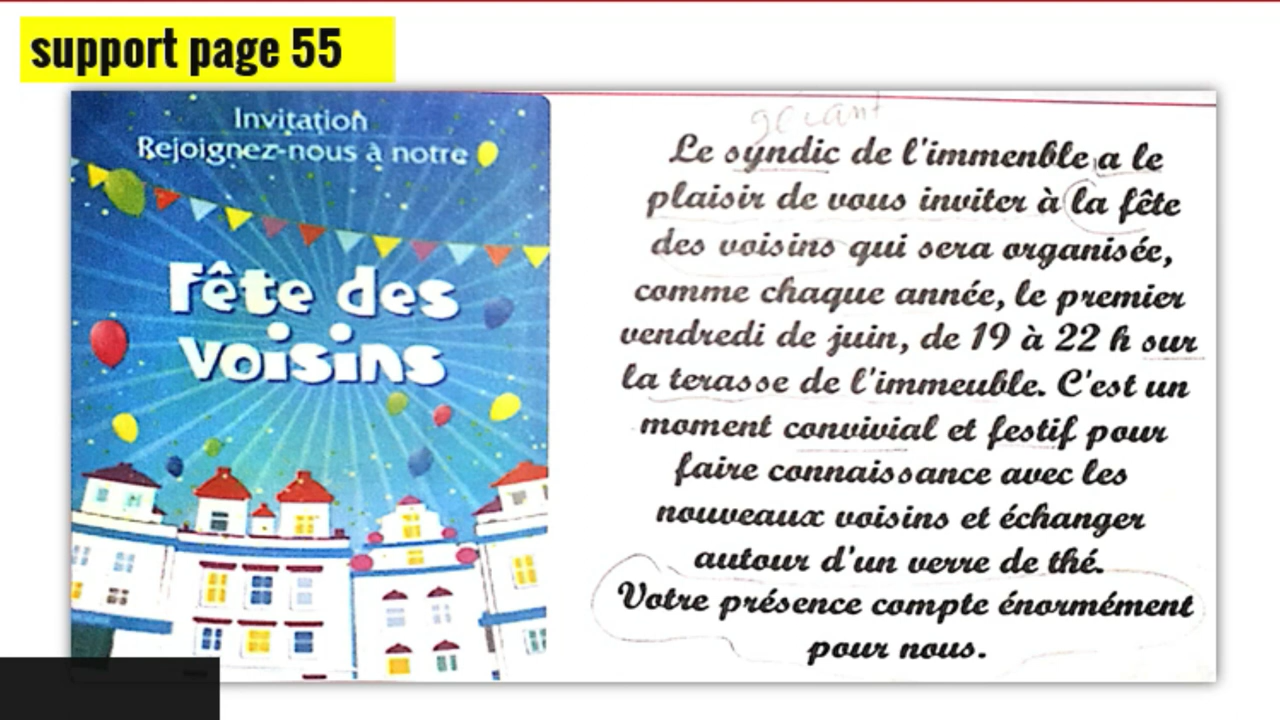 support page 55
Invitation
Rejoignez-nous à notre
Fête des
voisins
gérant
Le syndic de l'immenble a le
plaisir de vous inviter à la fête
des voisins qui sera organisée,
comme chaque année, le premier
vendredi de juin, de 19 à 22 h sur
la terasse de l'immeuble. C'est un
moment convivial et festif pour
faire connaissance avec les
nouveaux voisins et échanger
autour d'un verre de thé.
Votre présence compte énormément
pour nous.